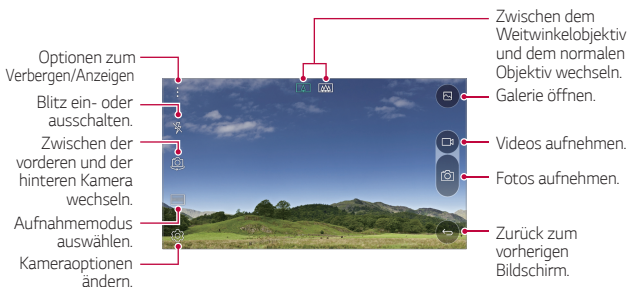 Optionen zum
Verbergen/Anzeigen
Blitz ein- oder
ausschalten.
Zwischen der
vorderen und der
hinteren Kamera
wechseln.
Aufnahmemodus
auswählen.
Kameraoptionen
ändern.
Zwischen dem
Weitwinkelobjektiv
und dem normalen
Objektiv wechseln.
Galerie öffnen.
Videos aufnehmen.
Fotos aufnehmen.
Zurück zum
vorherigen
Bildschirm.